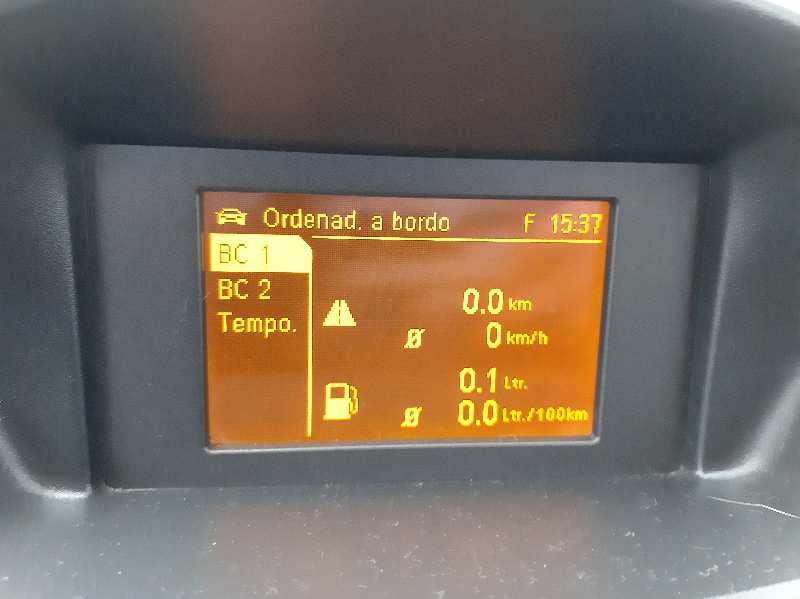 Ordenad. a bordo F 15:37
BC 1
BC 2
Tempo.
0.0 km
Ø 0 km/h
0.1 Ltr.
Ø 0.0 Ltr./100km